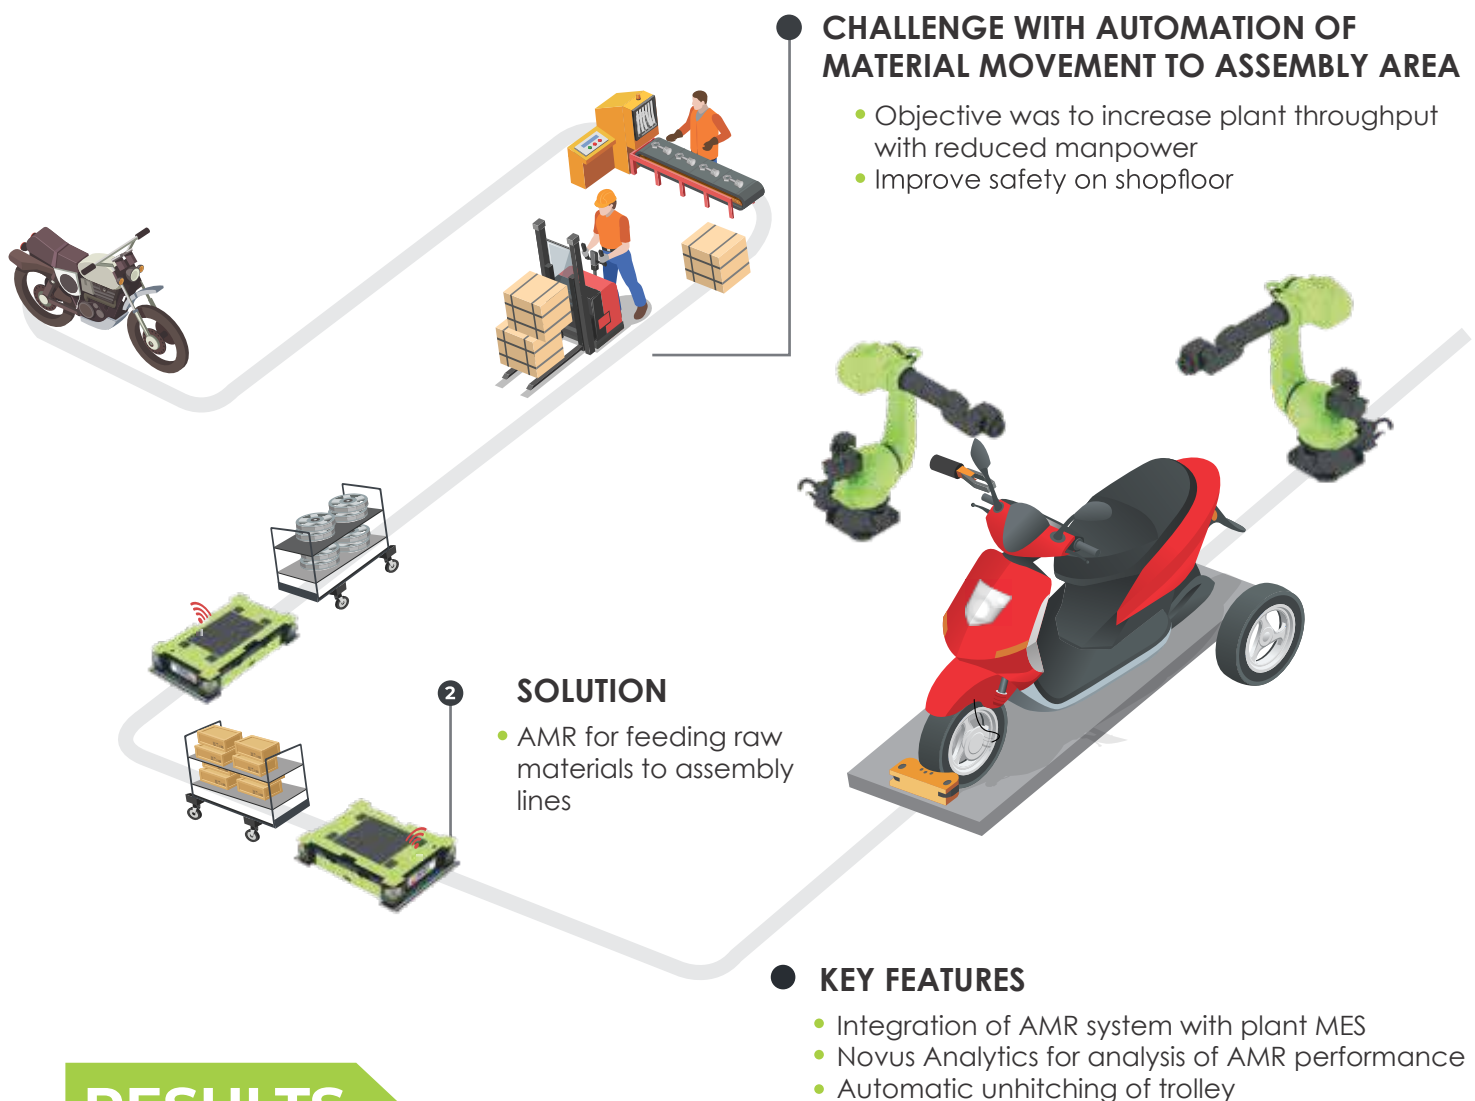 CHALLENGE WITH AUTOMATION OF
MATERIAL MOVEMENT TO ASSEMBLY AREA
• Objective was to increase plant throughput
with reduced manpower
• Improve safety on shopfloor
2
SOLUTION
• AMR for feeding raw
materials to assembly
lines
KEY FEATURES
• Integration of AMR system with plant MES
• Novus Analytics for analysis of AMR performance
• Automatic unhitching of trolley
RESULTS